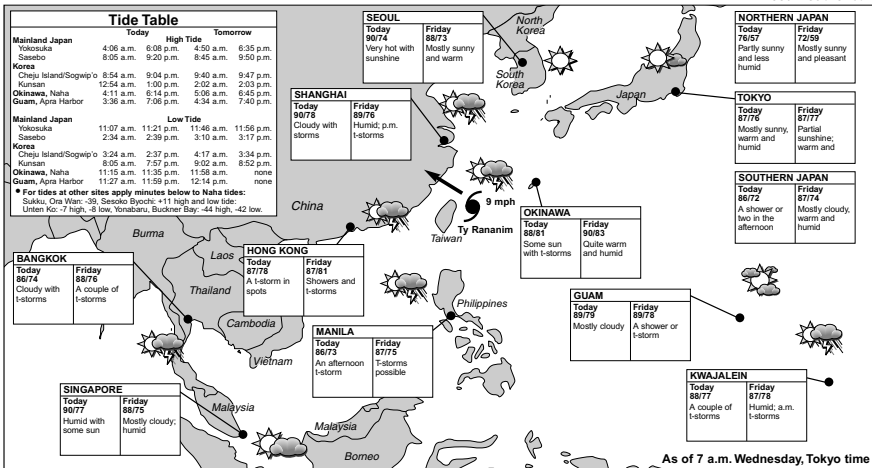 Tide Table
Today Tomorrow
Mainland Japan High Tide
Yokosuka 4:06 a.m. 6:08 p.m. 4:50 a.m. 6:35 p.m.
Sasebo 8:05 a.m. 9:20 p.m. 8:45 a.m. 9:50 p.m.
Korea
Cheju Island/Sogwip'o 8:54 a.m. 9:04 p.m. 9:40 a.m. 9:47 p.m.
Kunsan 12:54 a.m. 1:00 p.m. 2:02 a.m. 2:03 p.m.
Okinawa, Naha 4:11 a.m. 6:14 p.m. 5:06 a.m. 6:45 p.m.
Guam, Apra Harbor 3:36 a.m. 7:06 p.m. 4:34 a.m. 7:40 p.m.
Mainland Japan Low Tide
Yokosuka 11:07 a.m. 11:21 p.m. 11:46 a.m. 11:56 p.m.
Sasebo 2:34 a.m. 2:39 p.m. 3:10 a.m. 3:17 p.m.
Korea
Cheju Island/Sogwip'o 3:24 a.m. 2:37 p.m. 4:17 a.m. 3:34 p.m.
Kunsan 8:05 a.m. 7:57 p.m. 9:02 a.m. 8:52 p.m.
Okinawa, Naha 11:15 a.m. 11:35 p.m. 11:58 a.m. none
Guam, Apra Harbor 11:27 a.m. 11:59 p.m. 12:14 p.m. none
• For tides at other sites apply minutes below to Naha tides:
Sukku, Ora Wan: -39, Sesoko Byochi: +11 high and low tide:
Unten Ko: -7 high, -8 low, Yonabaru, Buckner Bay: -44 high, -42 low.
SEOUL
Today Friday
90/74 88/73
Very hot with Mostly sunny
sunshine and warm
North
Korea
South
Korea
Japan
NORTHERN JAPAN
Today Friday
76/57 72/59
Partly sunny Mostly sunny
and less and pleasant
humid
SHANGHAI
Today Friday
90/78 89/76
Cloudy with Humid; p.m.
storms t-storms
TOKYO
Today Friday
87/76 87/77
Mostly sunny, Partial
warm and sunshine;
humid warm and
SOUTHERN JAPAN
Today Friday
86/72 87/74
A shower or Mostly cloudy,
two in the warm and
afternoon humid
China
9 mph
Ty Rananim
Taiwan
OKINAWA
Today Friday
88/81 90/83
Some sun Quite warm
with t-storms and humid
Burma
Laos
Thailand
Cambodia
Vietnam
BANGKOK
Today Friday
86/74 88/76
Cloudy with A couple of
t-storms t-storms
HONG KONG
Today Friday
87/78 87/81
A t-storm in Showers and
spots t-storms
Philippines
GUAM
Today Friday
89/79 89/78
Mostly cloudy A shower or
t-storm
MANILA
Today Friday
86/73 87/75
An afternoon T-storms
t-storm possible
KWAJALEIN
Today Friday
88/77 87/78
A couple of Humid; a.m.
t-storms t-storms
SINGAPORE
Today Friday
90/77 88/75
Humid with Mostly cloudy;
some sun humid
Malaysia
Malaysia
Borneo
As of 7 a.m. Wednesday, Tokyo time